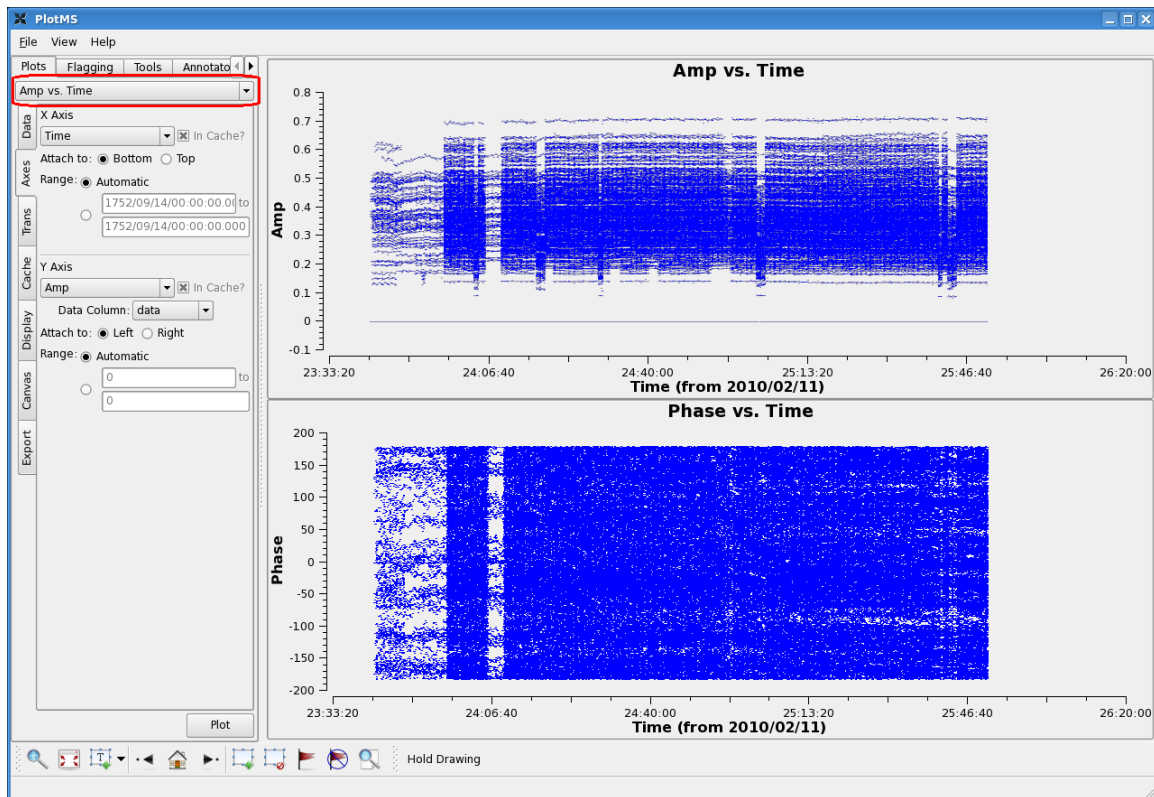 PlotMS
File View Help
Plots Flagging Tools Annotato
Amp vs. Time
Data
Axes
Trans
Cache
Display
Canvas
Export
X Axis
Time In Cache?
Attach to: Bottom Top
Range: Automatic
1752/09/14/00:00:00.00 to
1752/09/14/00:00:00.000
Y Axis
Amp In Cache?
Data Column: data
Attach to: Left Right
Range: Automatic
0 to
0
Plot
Amp vs. Time
Amp
0.8
0.7
0.6
0.5
0.4
0.3
0.2
0.1
0
-0.1
23:33:20 24:06:40 24:40:00 25:13:20 25:46:40 26:20:00
Time (from 2010/02/11)
Phase vs. Time
Phase
200
150
100
50
0
-50
-100
-150
-200
23:33:20 24:06:40 24:40:00 25:13:20 25:46:40 26:20:00
Time (from 2010/02/11)
T
Hold Drawing